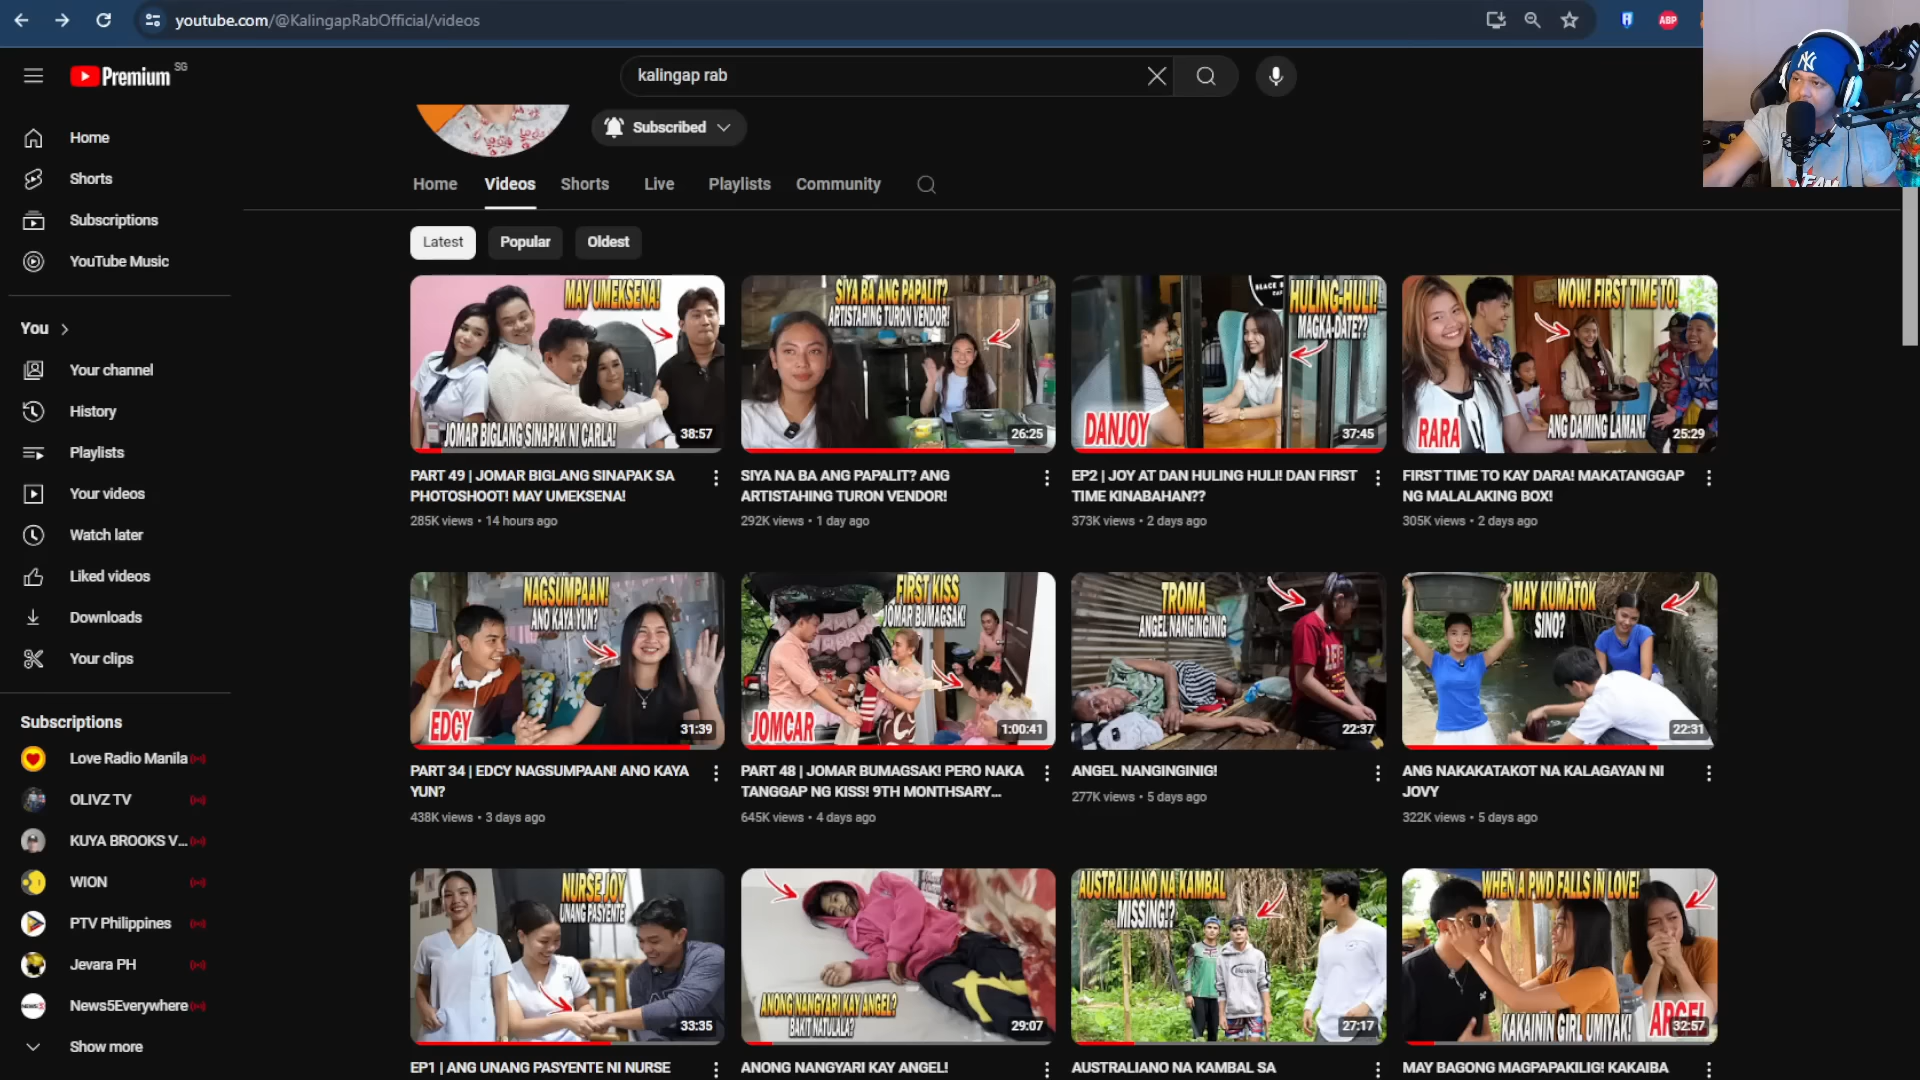 youtube.com/@KalingapRabOfficial/videos
ABP
Premium SG
kalingap rab
Subscribed
Home
Shorts
Subscriptions
YouTube Music
You
Your channel
History
Playlists
Your videos
Watch later
Liked videos
Downloads
Your clips
Subscriptions
Love Radio Manila
OLIVZ TV
KUYA BROOKS V...
WION
PTV Philippines
Jevara PH
News5Everywhere
Show more
Home Videos Shorts Live Playlists Community
Latest Popular Oldest
MAY UMEKSENA!
JOMAR BIGLANG SINAPAK NI CARLA!
38:57
PART 49 | JOMAR BIGLANG SINAPAK SA
PHOTOSHOOT! MAY UMEKSENA!
285K views • 14 hours ago
SIYA BA ANG PAPALIT?
ARTISTAHING TURON VENDOR!
26:25
SIYA NA BA ANG PAPALIT? ANG
ARTISTAHING TURON VENDOR!
292K views • 1 day ago
HULING-HULI!
MAGKA-DATE??
DANJOY
37:45
EP2 | JOY AT DAN HULING HULI! DAN FIRST
TIME KINABAHAN??
373K views • 2 days ago
WOW! FIRST TIME TO!
RARA
ANG DAMING LAMAN!
25:29
FIRST TIME TO KAY DARA! MAKATANGGAP
NG MALALAKING BOX!
305K views • 2 days ago
NAGSUMPAAN!
ANO KAYA YUN?
EDCY
31:39
PART 34 | EDCY NAGSUMPAAN! ANO KAYA
YUN?
438K views • 3 days ago
FIRST KISS
JOMAR BUMAGSAK!
JOMCAR
1:00:41
PART 48 | JOMAR BUMAGSAK! PERO NAKA
TANGGAP NG KISS! 9TH MONTHSARY...
645K views • 4 days ago
TROMA
ANGEL NANGINGINIG
22:37
ANGEL NANGINGINIG!
277K views • 5 days ago
MAY KUMATOK
SINO?
22:31
ANG NAKAKATAKOT NA KALAGAYAN NI
JOVY
322K views • 5 days ago
NURSE JOY
UNANG PASYENTE
33:35
EP1 | ANG UNANG PASYENTE NI NURSE
ANONG NANGYARI KAY ANGEL?
BAKIT NATULALA?
29:07
ANONG NANGYARI KAY ANGEL!
AUSTRALIANO NA KAMBAL
MISSING!?
27:17
AUSTRALIANO NA KAMBAL SA
WHEN A PWD FALLS IN LOVE!
KAKAININ GIRL UMIYAK!
32:57
MAY BAGONG MAGPAPAKILIG! KAKAIBA